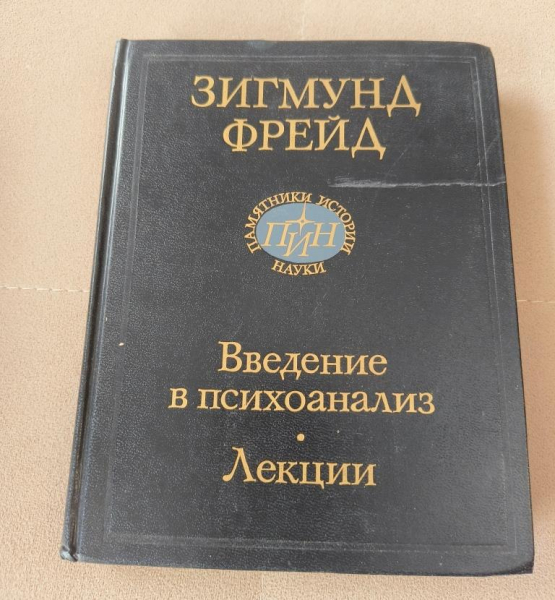 ЗИГМУНД
ФРЕЙД
ПАМЯТНИКИ ИСТОРИИ
ПИН
НАУКИ
Введение
в психоанализ
·
Лекции